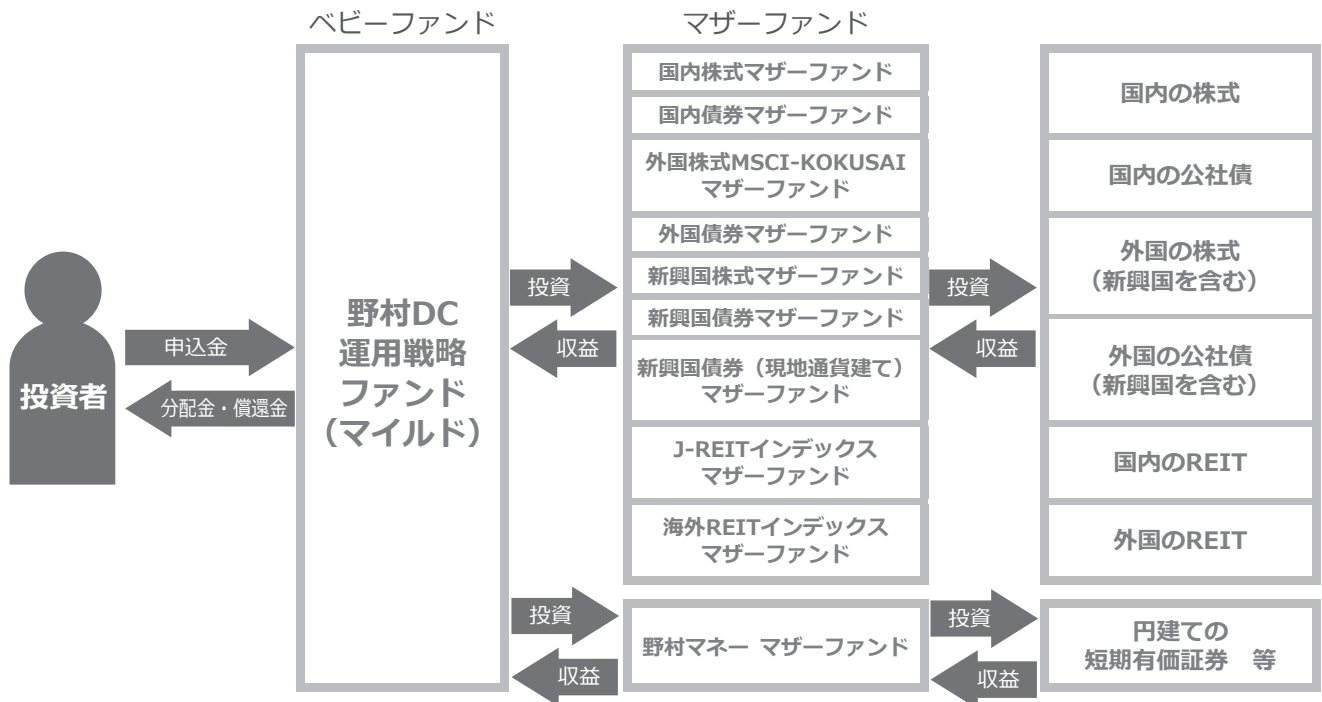 ベビーファンド
マザーファンド
投資者
申込金
分配金・償還金
野村DC
運用戦略
ファンド
（マイルド）
投資
収益
国内株式マザーファンド
国内債券マザーファンド
外国株式MSCI-KOKUSAI
マザーファンド
外国債券マザーファンド
新興国株式マザーファンド
新興国債券マザーファンド
新興国債券（現地通貨建て）
マザーファンド
J-REITインデックス
マザーファンド
海外REITインデックス
マザーファンド
投資
収益
国内の株式
国内の公社債
外国の株式
（新興国を含む）
外国の公社債
（新興国を含む）
国内のREIT
外国のREIT
投資
収益
野村マネー マザーファンド
投資
収益
円建ての
短期有価証券　等